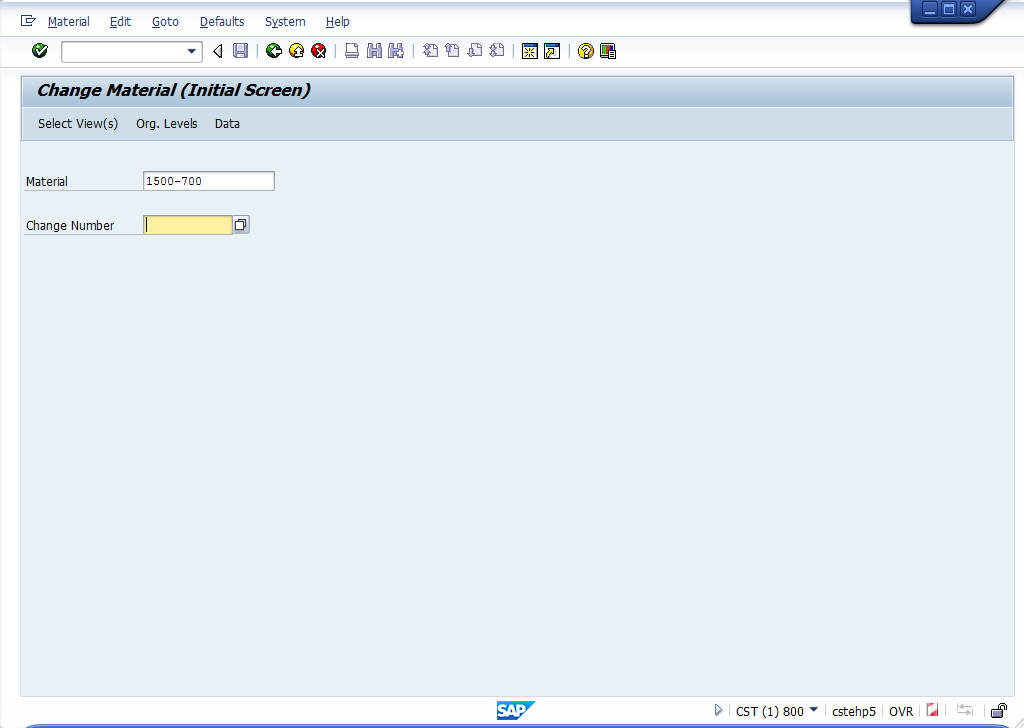 Material Edit Goto Defaults System Help
Change Material (Initial Screen)
Select View(s) Org. Levels Data
Material 1500-700
Change Number
SAP CST (1) 800 cstehp5 OVR